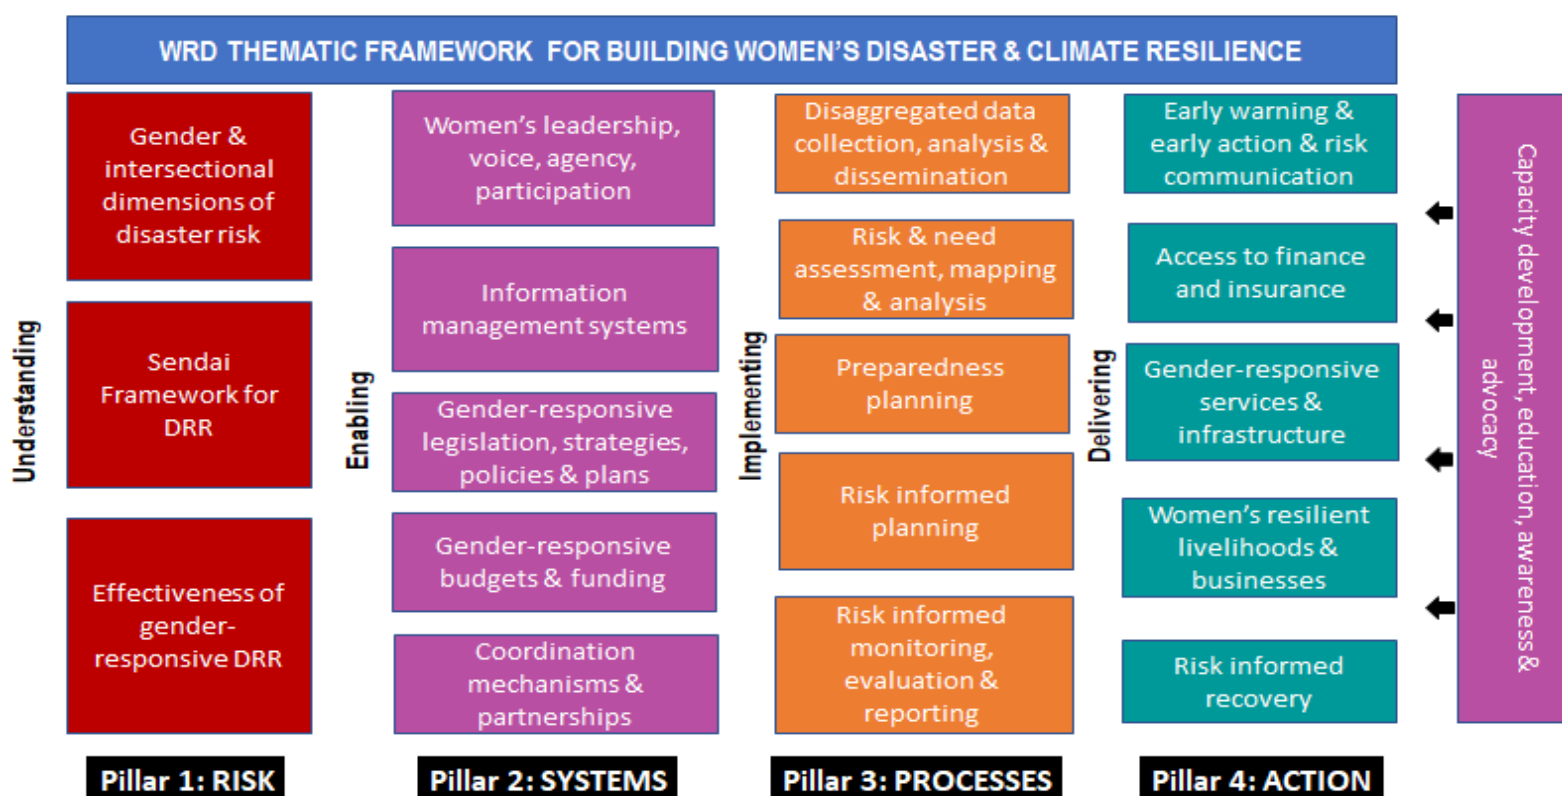 WRD THEMATIC FRAMEWORK FOR BUILDING WOMEN'S DISASTER & CLIMATE RESILIENCE
Understanding
Gender &
intersectional
dimensions of
disaster risk
Sendai
Framework for
DRR
Effectiveness of
gender-
responsive DRR
Pillar 1: RISK
Enabling
Women's leadership,
voice, agency,
participation
Information
management systems
Gender-responsive
legislation, strategies,
policies & plans
Gender-responsive
budgets & funding
Coordination
mechanisms &
partnerships
Pillar 2: SYSTEMS
Implementing
Disaggregated data
collection, analysis &
dissemination
Risk & need
assessment, mapping
& analysis
Preparedness
planning
Risk informed
planning
Risk informed
monitoring,
evaluation &
reporting
Pillar 3: PROCESSES
Delivering
Early warning &
early action & risk
communication
Access to finance
and insurance
Gender-responsive
services &
infrastructure
Women's resilient
livelihoods &
businesses
Risk informed
recovery
Pillar 4: ACTION
Capacity development, education, awareness &
advocacy